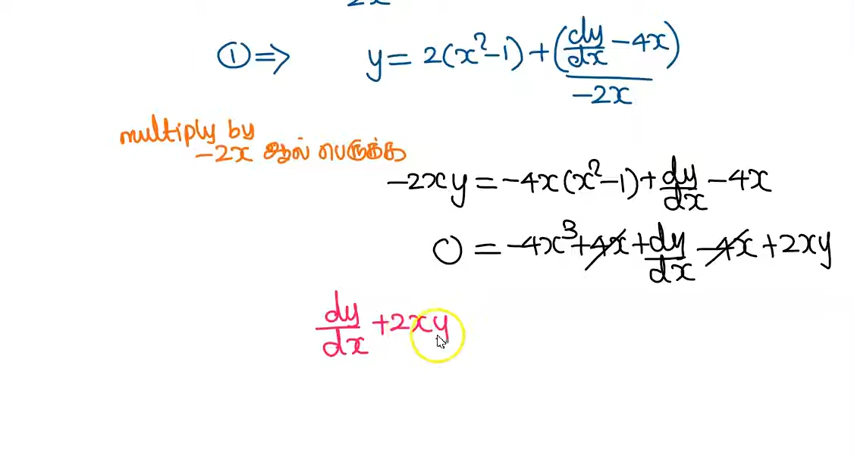 2x
① ⇒ y = 2(x² - 1) + (dy/dx - 4x)/-2x
multiply by
-2x ஆல் பெருக்க
-2xy = -4x(x² - 1) + dy/dx - 4x
0 = -4x³ + 4x + dy/dx - 4x + 2xy
dy/dx + 2xy